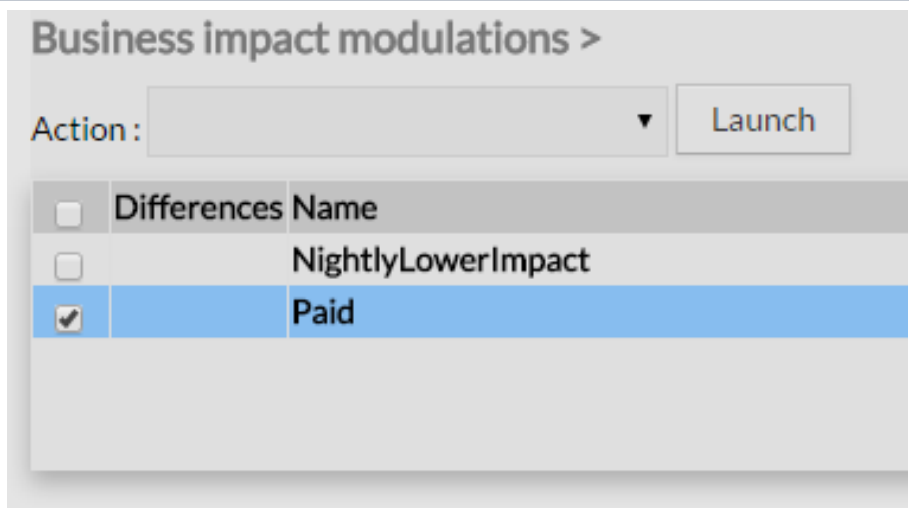 Business impact modulations >
Action :
Launch
Differences Name
NightlyLowerImpact
Paid